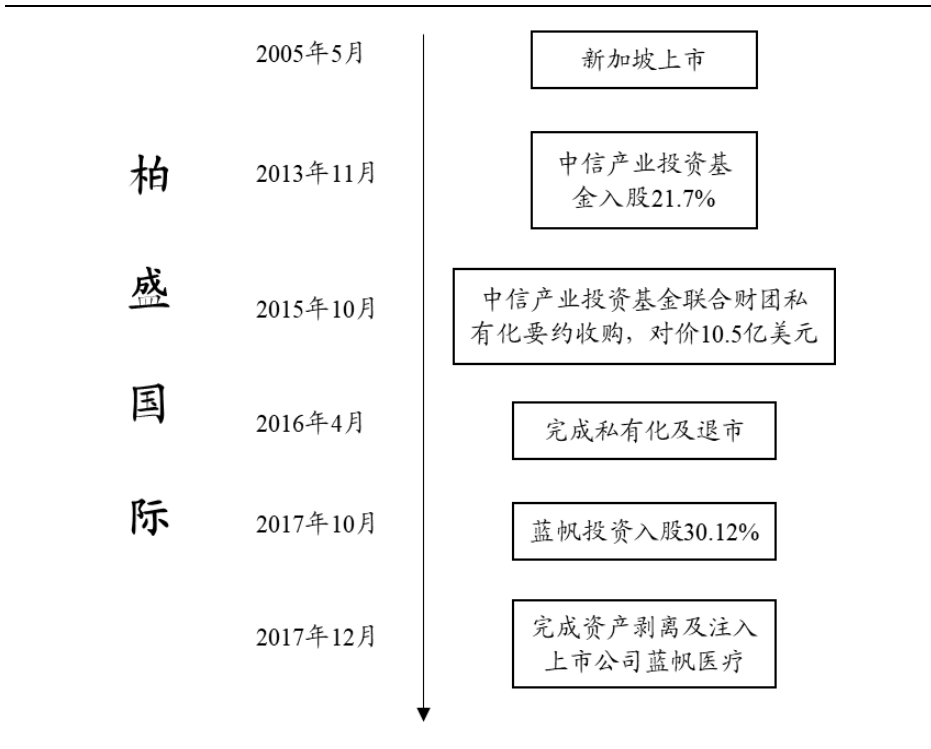 柏盛国际
2005年5月
新加坡上市
2013年11月
中信产业投资基
金入股21.7%
2015年10月
中信产业投资基金联合财团私
有化要约收购，对价10.5亿美元
2016年4月
完成私有化及退市
2017年10月
蓝帆投资入股30.12%
2017年12月
完成资产剥离及注入
上市公司蓝帆医疗